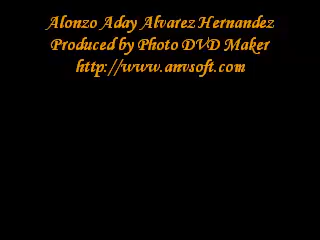 Alonzo Aday Alvarez Hernandez
Produced by Photo DVD Maker
http://www.anvsoft.com